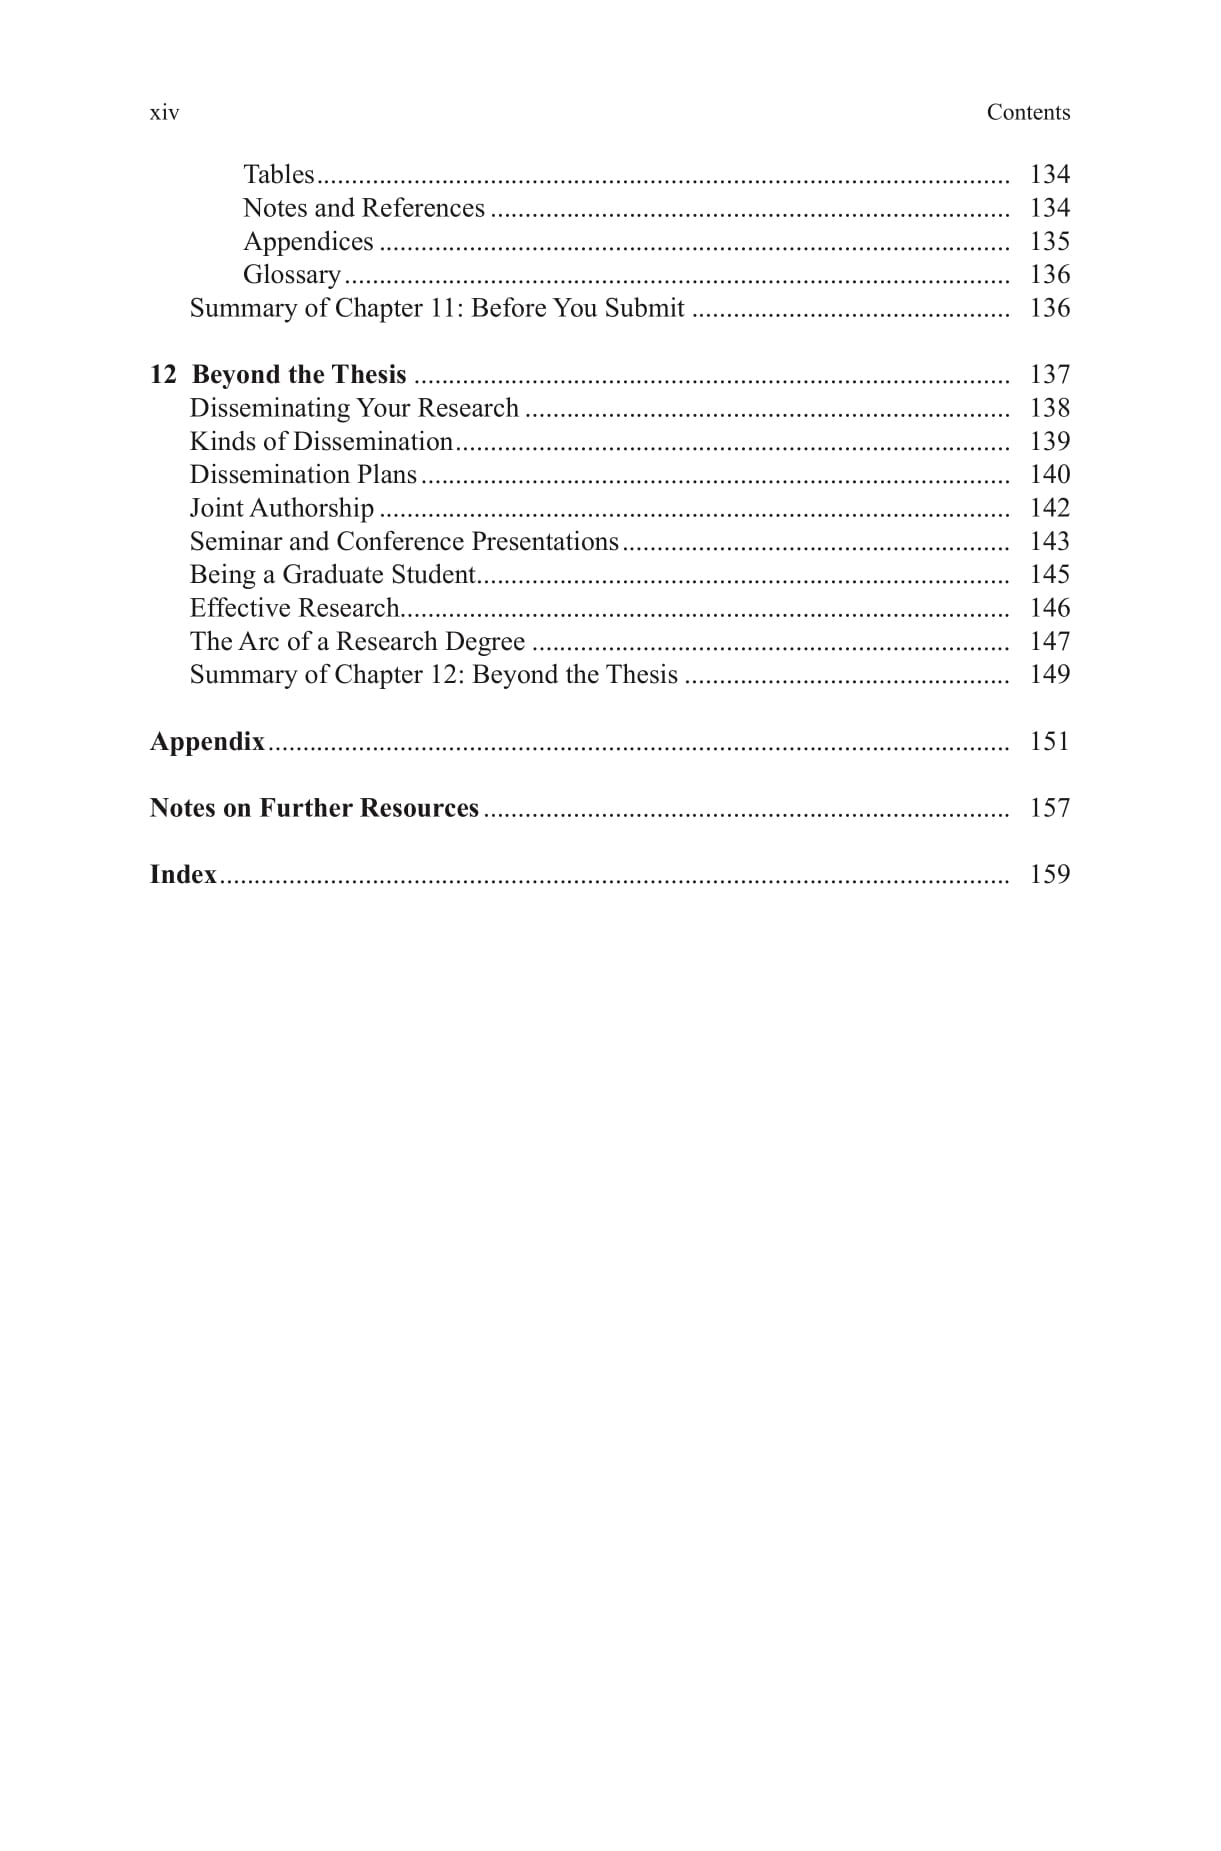 xiv Contents
Tables 134
Notes and References 134
Appendices 135
Glossary 136
Summary of Chapter 11: Before You Submit 136
12 Beyond the Thesis 137
Disseminating Your Research 138
Kinds of Dissemination 139
Dissemination Plans 140
Joint Authorship 142
Seminar and Conference Presentations 143
Being a Graduate Student 145
Effective Research 146
The Arc of a Research Degree 147
Summary of Chapter 12: Beyond the Thesis 149
Appendix 151
Notes on Further Resources 157
Index 159